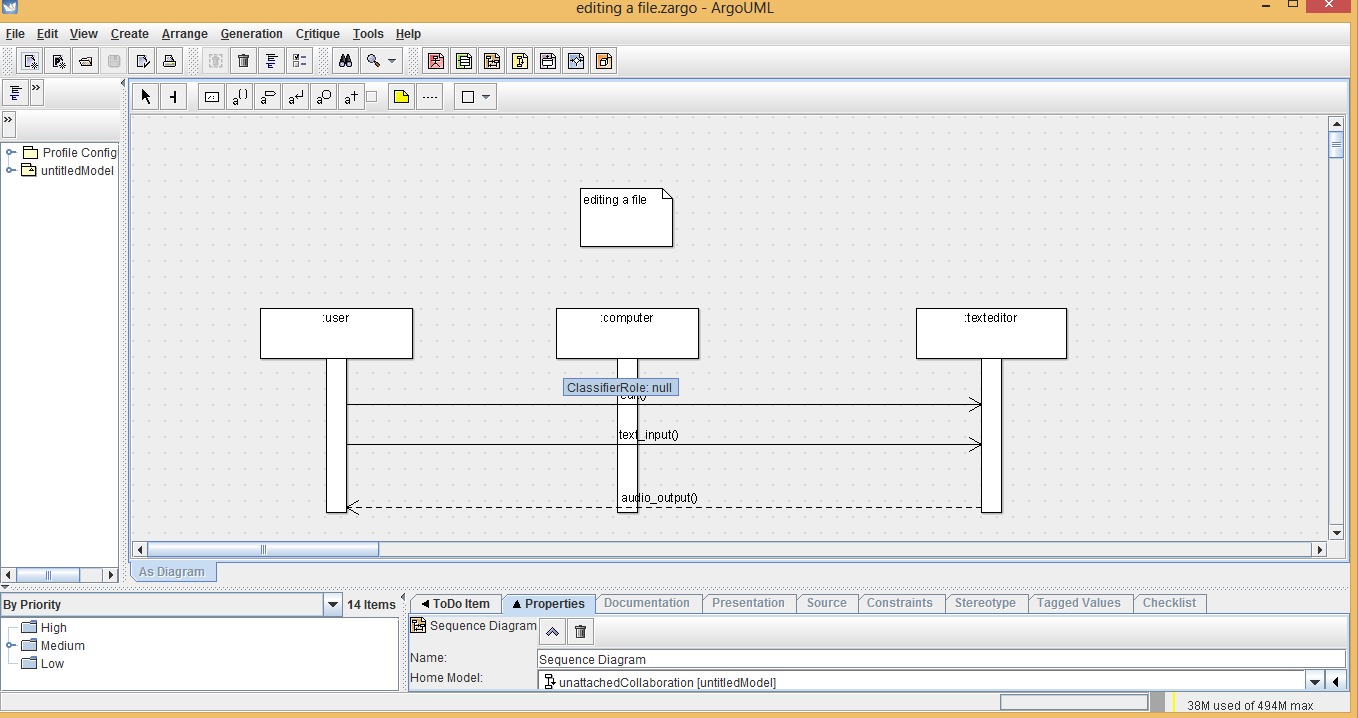 editing a file.zargo - ArgoUML
File Edit View Create Arrange Generation Critique Tools Help
Profile Config
untitledModel
editing a file
:user
:computer
:texteditor
ClassifierRole: null
text_input()
audio_output()
As Diagram
By Priority
14 Items
High
Medium
Low
ToDo Item Properties Documentation Presentation Source Constraints Stereotype Tagged Values Checklist
Sequence Diagram
Name: Sequence Diagram
Home Model: unattachedCollaboration [untitledModel]
38M used of 494M max